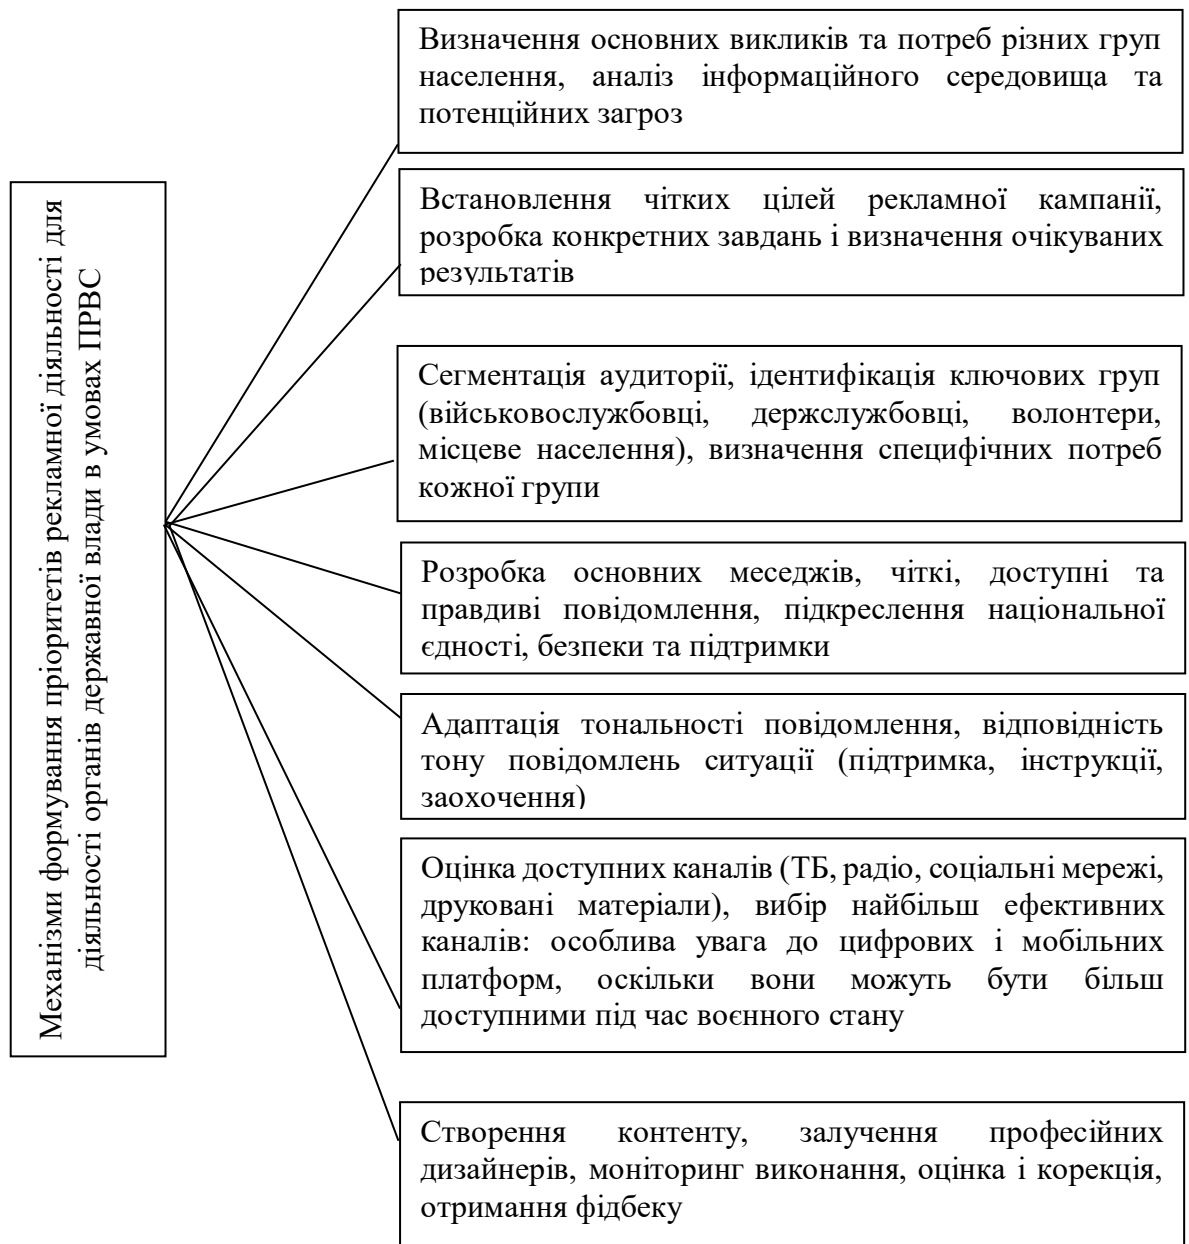 Механізми формування пріоритетів рекламної діяльності для
діяльності органів державної влади в умовах ПРВС
Визначення основних викликів та потреб різних груп
населення, аналіз інформаційного середовища та
потенційних загроз
Встановлення чітких цілей рекламної кампанії,
розробка конкретних завдань і визначення очікуваних
результатів
Сегментація аудиторії, ідентифікація ключових груп
(військовослужбовці, держслужбовці, волонтери,
місцеве населення), визначення специфічних потреб
кожної групи
Розробка основних меседжів, чіткі, доступні та
правдиві повідомлення, підкреслення національної
єдності, безпеки та підтримки
Адаптація тональності повідомлення, відповідність
тону повідомлень ситуації (підтримка, інструкції,
заохочення)
Оцінка доступних каналів (ТБ, радіо, соціальні мережі,
друковані матеріали), вибір найбільш ефективних
каналів: особлива увага до цифрових і мобільних
платформ, оскільки вони можуть бути більш
доступними під час воєнного стану
Створення контенту, залучення професійних
дизайнерів, моніторинг виконання, оцінка і корекція,
отримання фідбеку